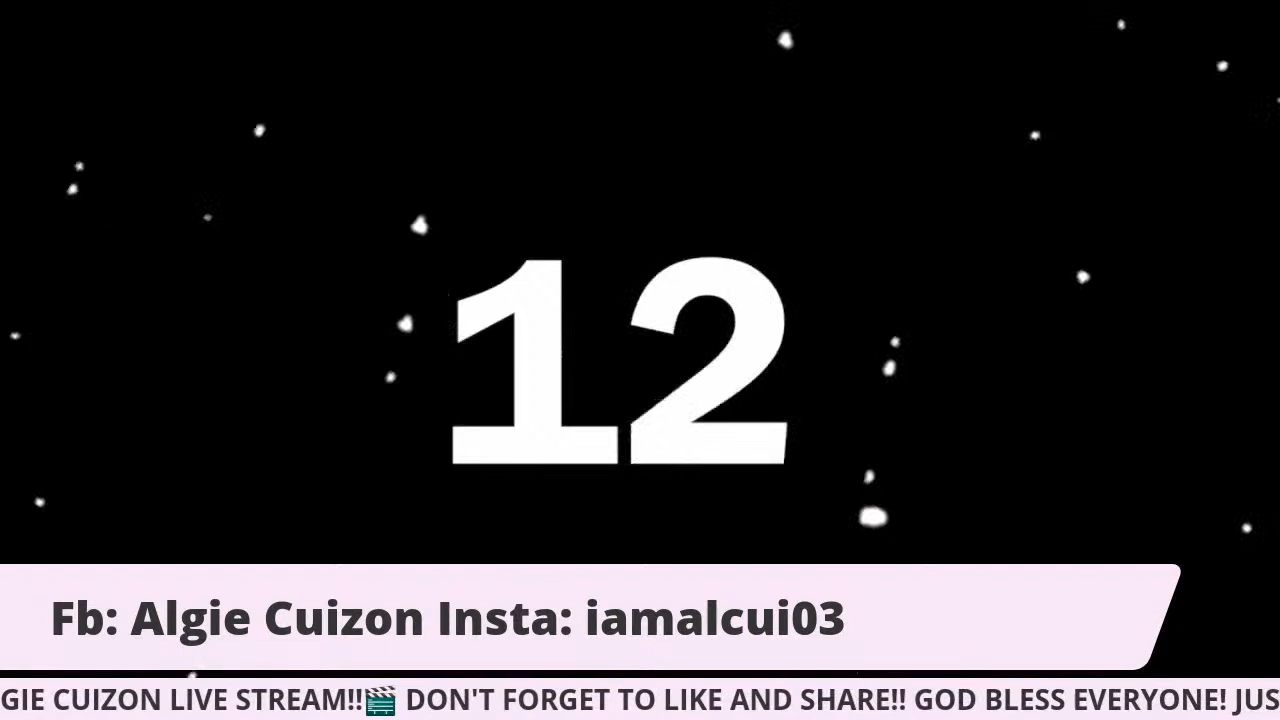 12
Fb: Algie Cuizon Insta: iamalcui03
GIE CUIZON LIVE STREAM!!🎬 DON'T FORGET TO LIKE AND SHARE!! GOD BLESS EVERYONE! JUS